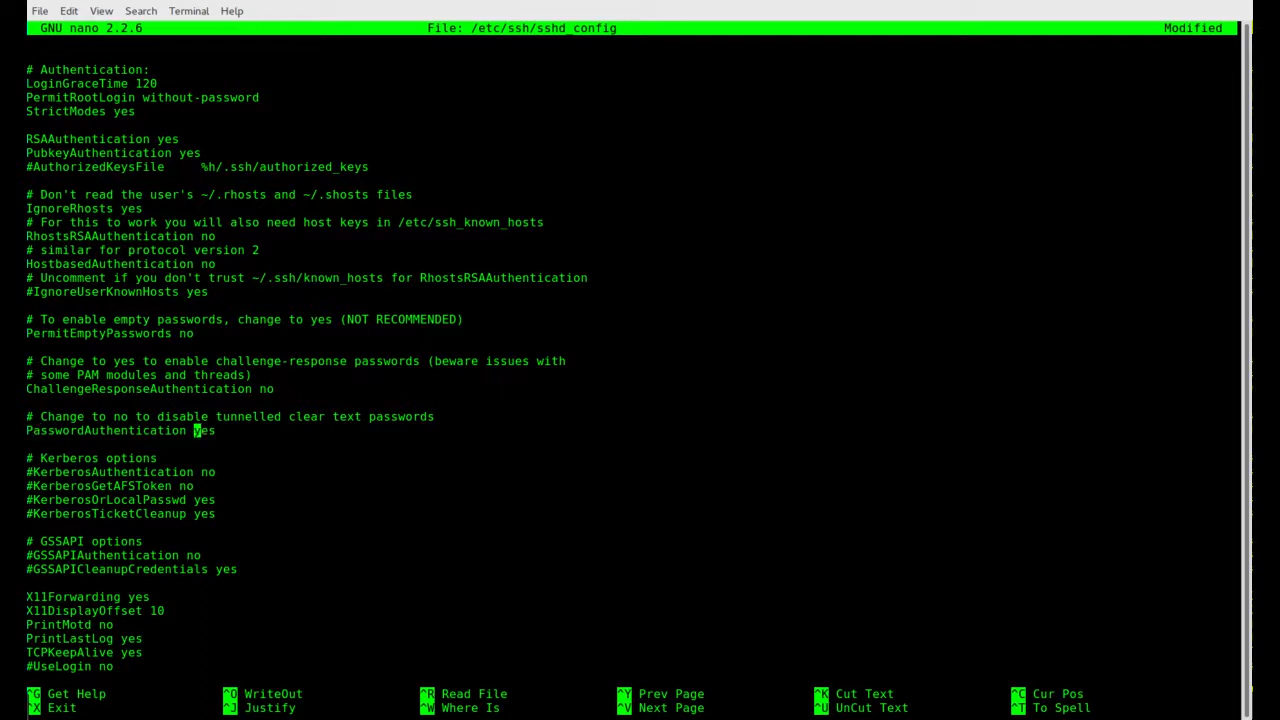 File Edit View Search Terminal Help
GNU nano 2.2.6 File: /etc/ssh/sshd_config Modified
# Authentication:
LoginGraceTime 120
PermitRootLogin without-password
StrictModes yes
RSAAuthentication yes
PubkeyAuthentication yes
#AuthorizedKeysFile %h/.ssh/authorized_keys
# Don't read the user's ~/.rhosts and ~/.shosts files
IgnoreRhosts yes
# For this to work you will also need host keys in /etc/ssh_known_hosts
RhostsRSAAuthentication no
# similar for protocol version 2
HostbasedAuthentication no
# Uncomment if you don't trust ~/.ssh/known_hosts for RhostsRSAAuthentication
#IgnoreUserKnownHosts yes
# To enable empty passwords, change to yes (NOT RECOMMENDED)
PermitEmptyPasswords no
# Change to yes to enable challenge-response passwords (beware issues with
# some PAM modules and threads)
ChallengeResponseAuthentication no
# Change to no to disable tunnelled clear text passwords
PasswordAuthentication yes
# Kerberos options
#KerberosAuthentication no
#KerberosGetAFSToken no
#KerberosOrLocalPasswd yes
#KerberosTicketCleanup yes
# GSSAPI options
#GSSAPIAuthentication no
#GSSAPICleanupCredentials yes
X11Forwarding yes
X11DisplayOffset 10
PrintMotd no
PrintLastLog yes
TCPKeepAlive yes
#UseLogin no
^G Get Help ^O WriteOut ^R Read File ^Y Prev Page ^K Cut Text ^C Cur Pos
^X Exit ^J Justify ^W Where Is ^V Next Page ^U UnCut Text ^T To Spell